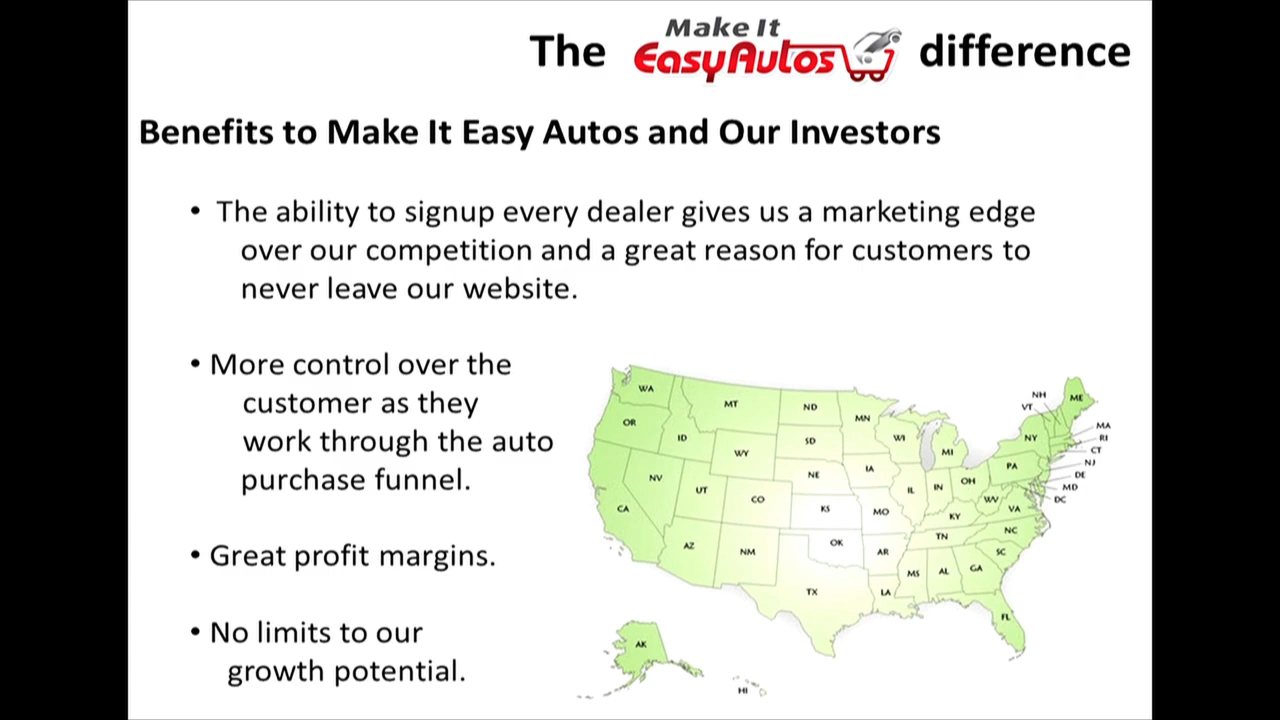 The Make It EasyAutos difference
Benefits to Make It Easy Autos and Our Investors
• The ability to signup every dealer gives us a marketing edge
over our competition and a great reason for customers to
never leave our website.
• More control over the
customer as they
work through the auto
purchase funnel.
• Great profit margins.
• No limits to our
growth potential.
WA
MT
ND
MN
OR
ID
SD
WI
WY
MI
NH
VT
ME
NY
MA
RI
CT
NJ
DE
MD
DC
PA
NV
UT
CO
NE
IA
IL
IN
OH
WV
VA
CA
KS
MO
KY
NC
AZ
NM
OK
AR
TN
SC
MS
AL
GA
TX
LA
FL
AK
HI